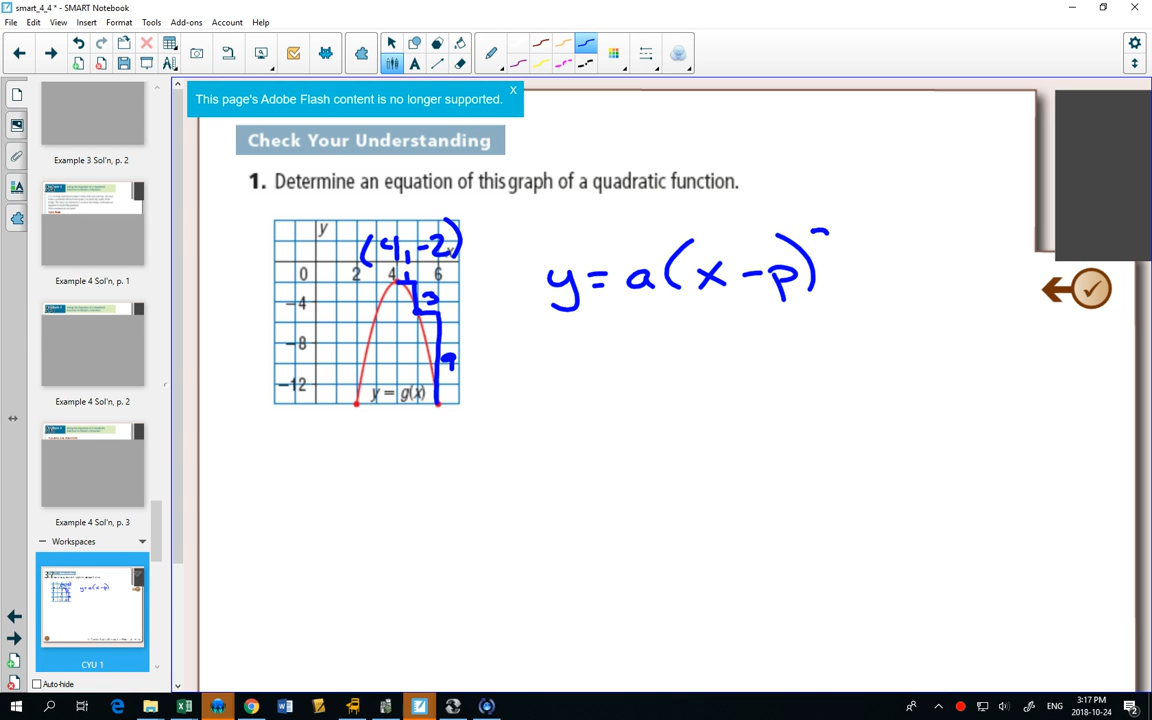 smart_4_4 * - SMART Notebook
File Edit View Insert Format Tools Add-ons Account Help
This page's Adobe Flash content is no longer supported. X
Check Your Understanding
1. Determine an equation of this graph of a quadratic function.
y
(4, -2)
x
0 2 4 6
1
3
-4
-8
9
-12
y = g(x)
y = a(x - p)
Example 3 Sol'n, p. 2
Example 4 Sol'n, p. 1
Example 4 Sol'n, p. 2
Example 4 Sol'n, p. 3
Workspaces
CYU 1
Auto-hide
ENG
3:17 PM
2018-10-24
2